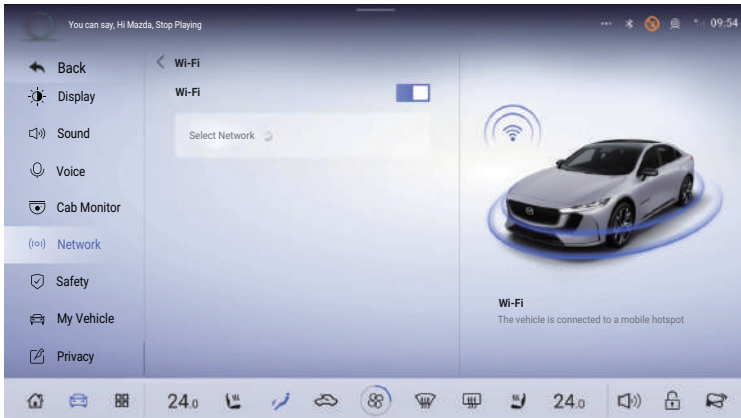 You can say, Hi Mazda, Stop Playing
09:54
Back
Wi-Fi
Display
Wi-Fi
Sound
Select Network
Voice
Cab Monitor
Network
Safety
Wi-Fi
My Vehicle
The vehicle is connected to a mobile hotspot
Privacy
24.0
24.0